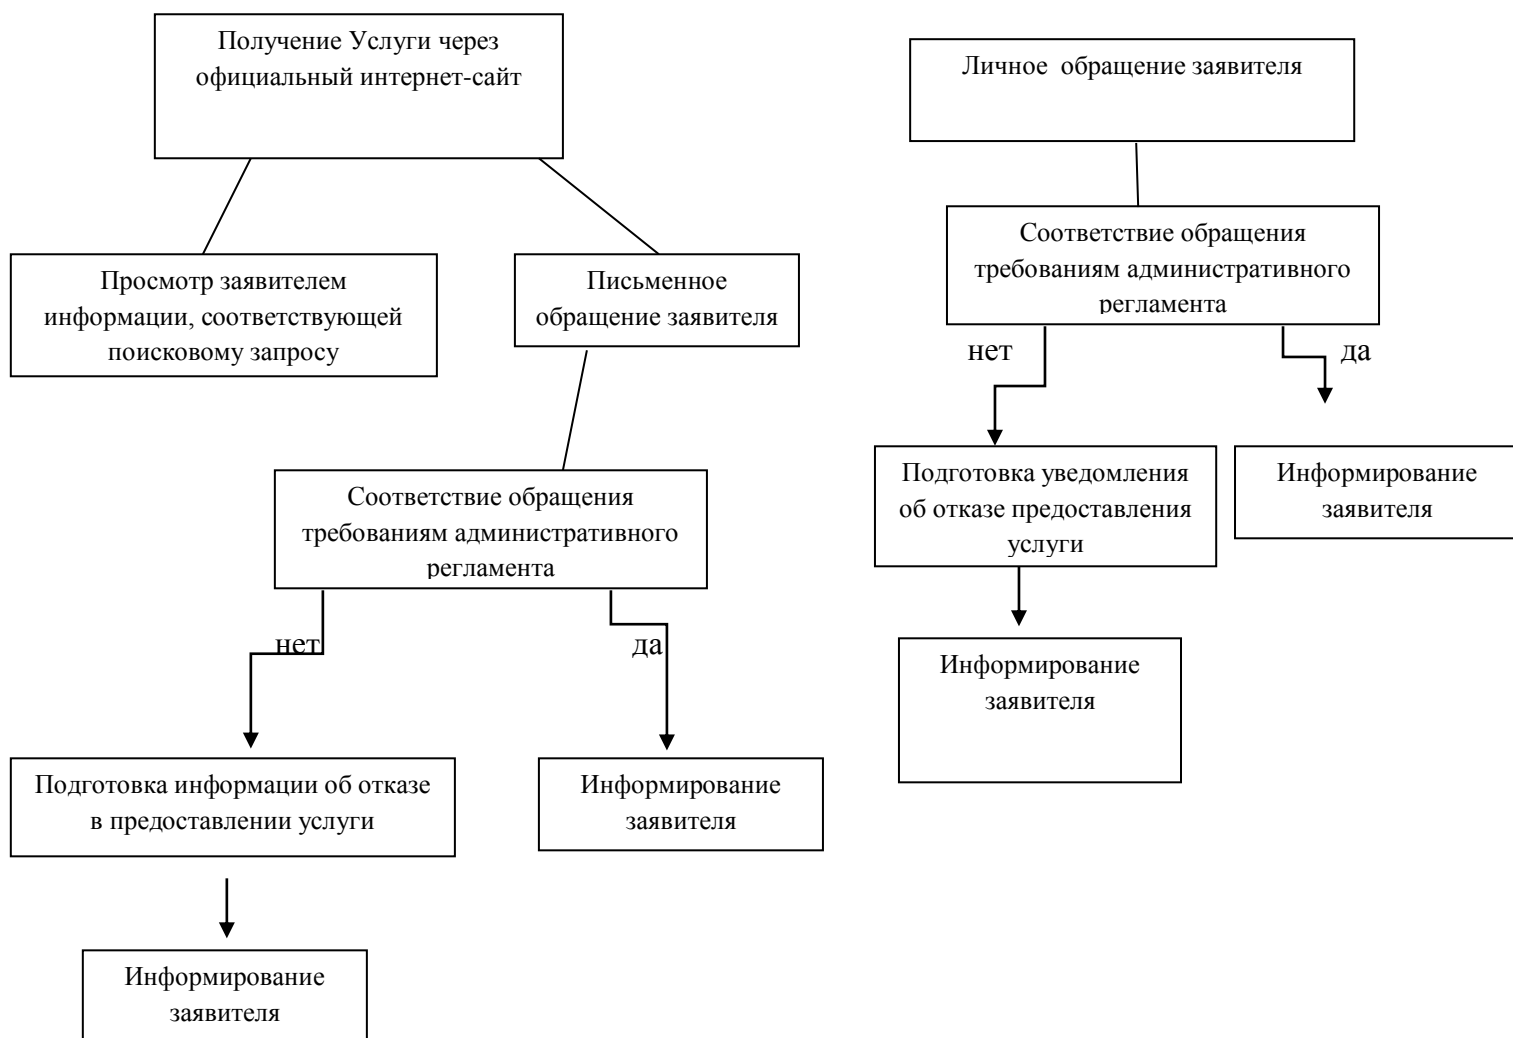 Получение Услуги через
официальный интернет-сайт
Личное обращение заявителя
Соответствие обращения
требованиям административного
регламента
Просмотр заявителем
информации, соответствующей
поисковому запросу
Письменное
обращение заявителя
нет
да
Подготовка уведомления
об отказе предоставления
услуги
Информирование
заявителя
Соответствие обращения
требованиям административного
регламента
нет
да
Информирование
заявителя
Подготовка информации об отказе
в предоставлении услуги
Информирование
заявителя
Информирование
заявителя